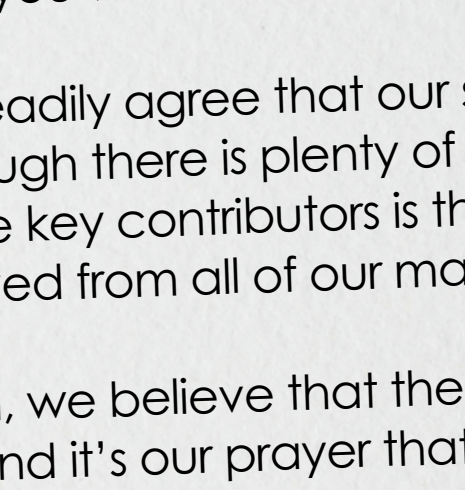 eadily agree that our s
ugh there is plenty of
e key contributors is th
ed from all of our ma
, we believe that the
nd it's our prayer that